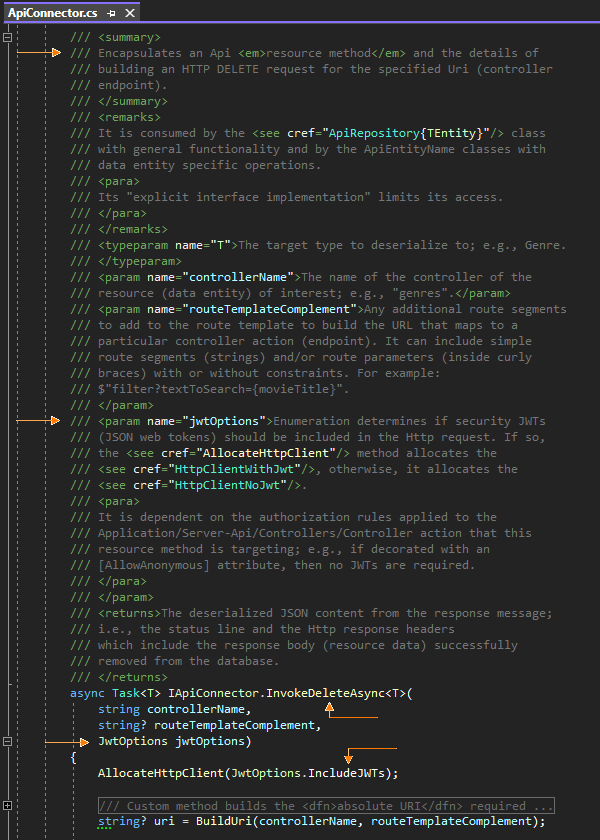 ApiConnector.cs
/// <summary>
/// Encapsulates an Api <em>resource method</em> and the details of
/// building an HTTP DELETE request for the specified Uri (controller
/// endpoint).
/// </summary>
/// <remarks>
/// It is consumed by the <see cref="ApiRepository{TEntity}"/> class
/// with general functionality and by the ApiEntityName classes with
/// data entity specific operations.
/// <para>
/// Its "explicit interface implementation" limits its access.
/// </para>
/// </remarks>
/// <typeparam name="T">The target type to deserialize to; e.g., Genre.
/// </typeparam>
/// <param name="controllerName">The name of the controller of the
/// resource (data entity) of interest; e.g., "genres".</param>
/// <param name="routeTemplateComplement">Any additional route segments
/// to add to the route template to build the URL that maps to a
/// particular controller action (endpoint). It can include simple
/// route segments (strings) and/or route parameters (inside curly
/// braces) with or without constraints. For example:
/// $"filter?textToSearch={movieTitle}".
/// </param>
/// <param name="jwtOptions">Enumeration determines if security JWTs
/// (JSON web tokens) should be included in the Http request. If so,
/// the <see cref="AllocateHttpClient"/> method allocates the
/// <see cref="HttpClientWithJwt"/>, otherwise, it allocates the
/// <see cref="HttpClientNoJwt"/>.
/// <para>
/// It is dependent on the authorization rules applied to the
/// Application/Server-Api/Controllers/Controller action that this
/// resource method is targeting; e.g., if decorated with an
/// [AllowAnonymous] attribute, then no JWTs are required.
/// </para>
/// </param>
/// <returns>The deserialized JSON content from the response message;
/// i.e., the status line and the Http response headers
/// which include the response body (resource data) successfully
/// removed from the database.
/// </returns>
async Task<T> IApiConnector.InvokeDeleteAsync<T>(
string controllerName,
string? routeTemplateComplement,
JwtOptions jwtOptions)
{
AllocateHttpClient(JwtOptions.IncludeJWTs);
/// Custom method builds the <dfn>absolute URI</dfn> required ...
string? uri = BuildUri(controllerName, routeTemplateComplement);